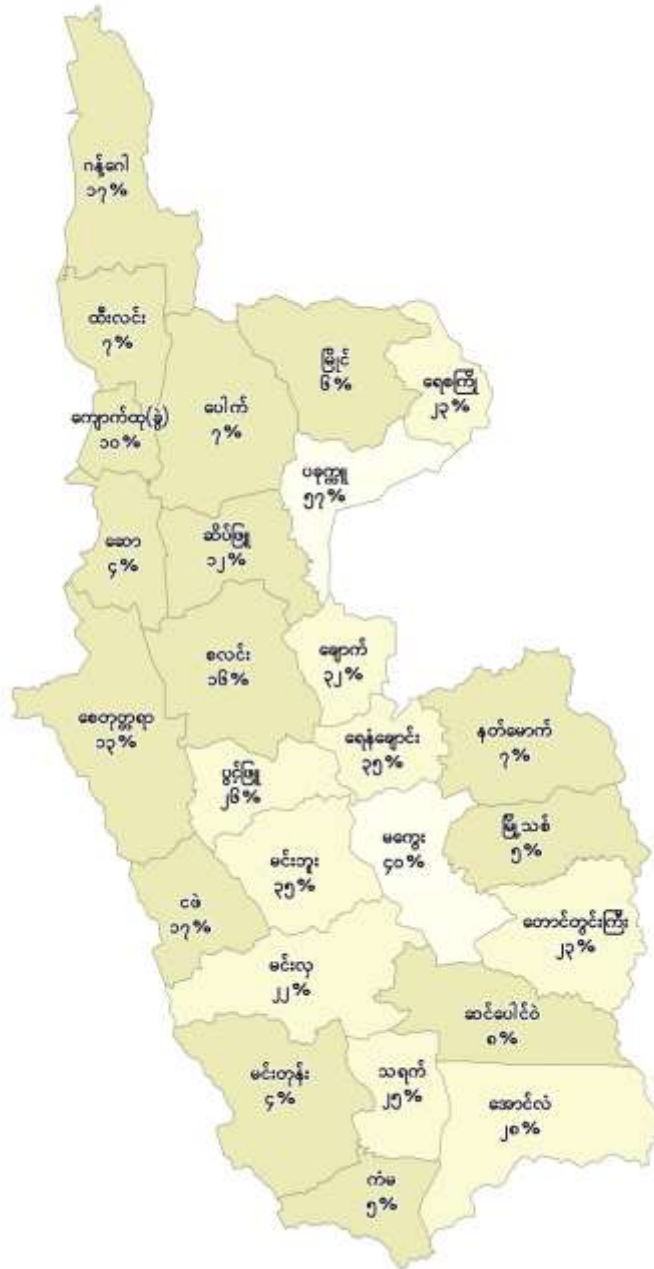 ဂန့်ဂေါ
၁၇%
ထီးလင်း
၇%
မြိုင်
၆%
ရေစကြို
၂၃%
ကျောက်ထု(ခွဲ)
၁၀%
ပေါက်
၇%
ပခုက္ကူ
၅၇%
ဆော
၄%
ဆိပ်ဖြူ
၁၂%
စလင်း
၁၆%
ချောက်
၃၂%
စေတုတ္တရာ
၁၃%
ရေနံချောင်း
၃၅%
နတ်မောက်
၇%
ပွင့်ဖြူ
၂၆%
မကွေး
၄၀%
မြို့သစ်
၅%
မင်းဘူး
၃၅%
ငဖဲ
၁၇%
တောင်တွင်းကြီး
၂၃%
မင်းလှ
၂၂%
ဆင်ပေါင်ဝဲ
၈%
မင်းတုန်း
၄%
သရက်
၂၅%
အောင်လံ
၂၈%
ကံမ
၅%